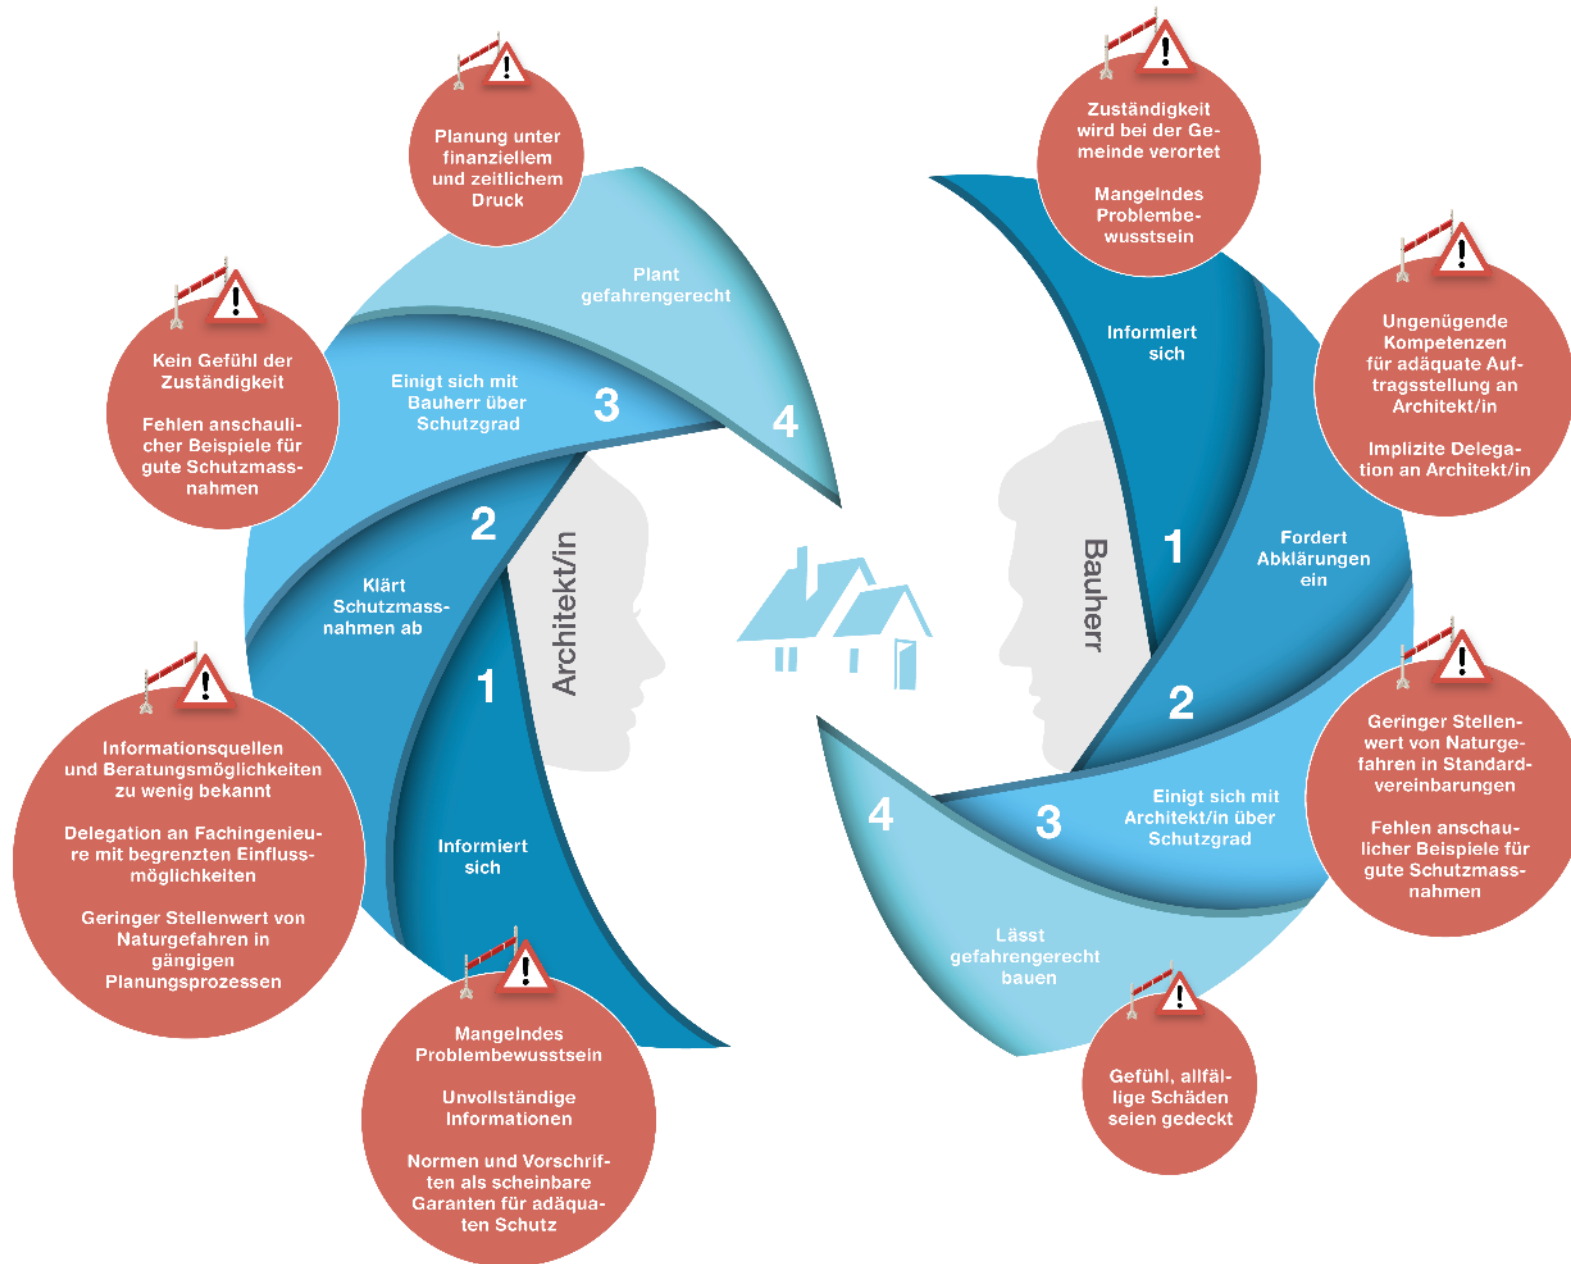 Planung unter
finanziellem
und zeitlichem
Druck
Plant
gefahrengerecht
4
Kein Gefühl der
Zuständigkeit
Fehlen anschauli-
cher Beispiele für
gute Schutzmass-
nahmen
Einigt sich mit
Bauherr über
Schutzgrad
3
Informationsquellen
und Beratungsmöglichkeiten
zu wenig bekannt
Delegation an Fachingenieu-
re mit begrenzten Einfluss-
möglichkeiten
Geringer Stellenwert von
Naturgefahren in
gängigen
Planungsprozessen
Klärt
Schutzmass-
nahmen ab
2
Mangelndes
Problembewusstsein
Unvollständige
Informationen
Normen und Vorschrif-
ten als scheinbare
Garanten für adäqua-
ten Schutz
Informiert
sich
1
Architekt/in
Bauherr
Zuständigkeit
wird bei der Ge-
meinde verortet
Mangelndes
Problembe-
wusstsein
Informiert
sich
1
Ungenügende
Kompetenzen
für adäquate Auf-
tragsstellung an
Architekt/in
Implizite Delega-
tion an Architekt/in
Fordert
Abklärungen
ein
2
Geringer Stellen-
wert von Naturge-
fahren in Standard-
vereinbarungen
Fehlen anschau-
licher Beispiele für
gute Schutzmass-
nahmen
Einigt sich mit
Architekt/in über
Schutzgrad
3
Lässt
gefahrengerecht
bauen
4
Gefühl, allfäl-
lige Schäden
seien gedeckt